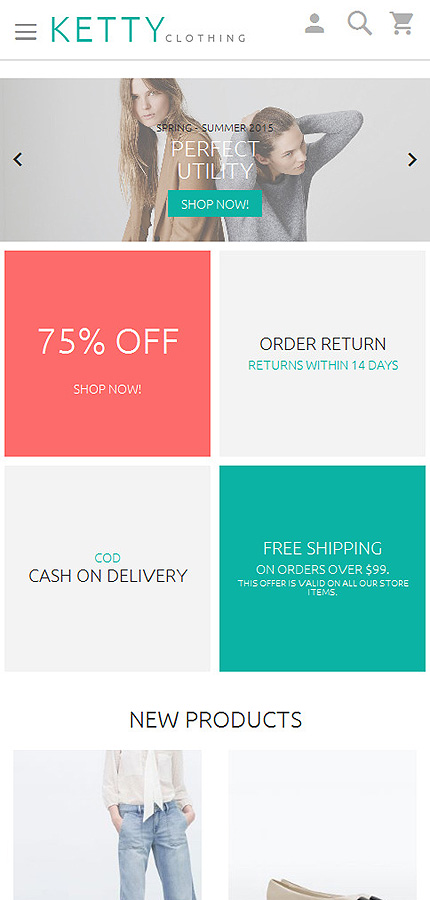 KETTY CLOTHING
SPRING - SUMMER 2015
PERFECT
UTILITY
SHOP NOW!
75% OFF
SHOP NOW!
ORDER RETURN
RETURNS WITHIN 14 DAYS
COD
CASH ON DELIVERY
FREE SHIPPING
ON ORDERS OVER $99.
THIS OFFER IS VALID ON ALL OUR STORE
ITEMS.
NEW PRODUCTS